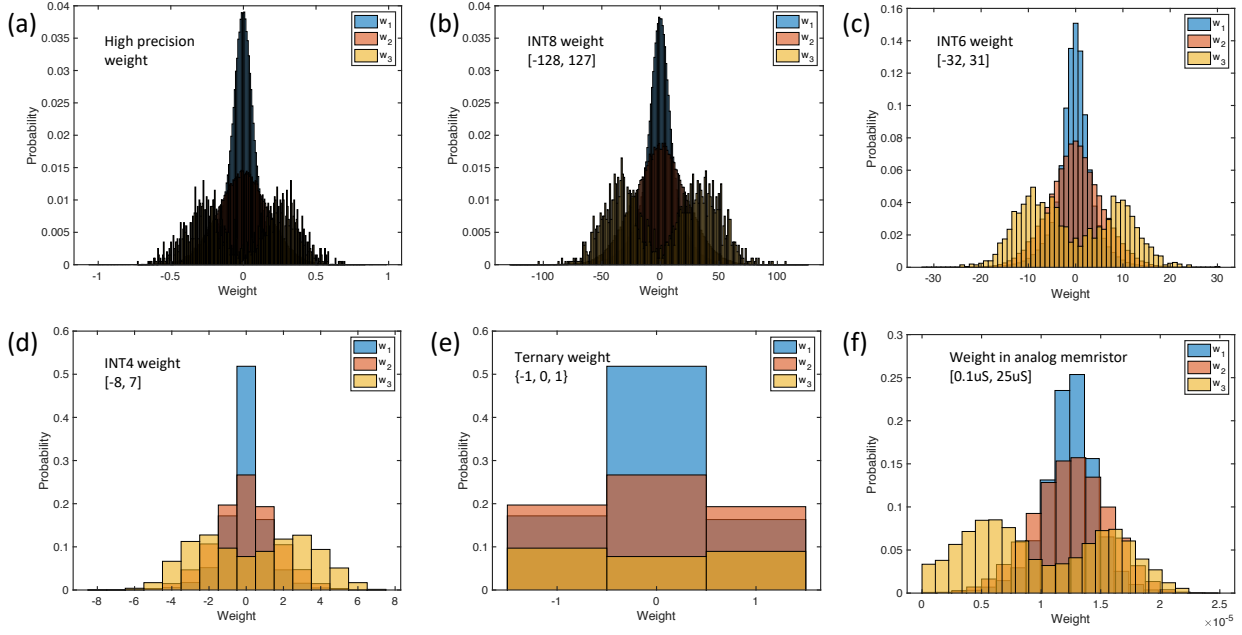 (a)
High precision
weight
w1
w2
w3
Probability
0.04
0.035
0.03
0.025
0.02
0.015
0.01
0.005
0
-1
-0.5
0
0.5
1
Weight
(b)
INT8 weight
[-128, 127]
w1
w2
w3
Probability
0.04
0.035
0.03
0.025
0.02
0.015
0.01
0.005
0
-100
-50
0
50
100
Weight
(c)
INT6 weight
[-32, 31]
w1
w2
w3
Probability
0.16
0.14
0.12
0.1
0.08
0.06
0.04
0.02
0
-30
-20
-10
0
10
20
30
Weight
(d)
INT4 weight
[-8, 7]
w1
w2
w3
Probability
0.6
0.5
0.4
0.3
0.2
0.1
0
-8
-6
-4
-2
0
2
4
6
8
Weight
(e)
Ternary weight
{-1, 0, 1}
w1
w2
w3
Probability
0.6
0.5
0.4
0.3
0.2
0.1
0
-1
0
1
Weight
(f)
Weight in analog memristor
[0.1uS, 25uS]
w1
w2
w3
Probability
0.3
0.25
0.2
0.15
0.1
0.05
0
0
0.5
1
1.5
2
2.5
×10⁻⁵
Weight